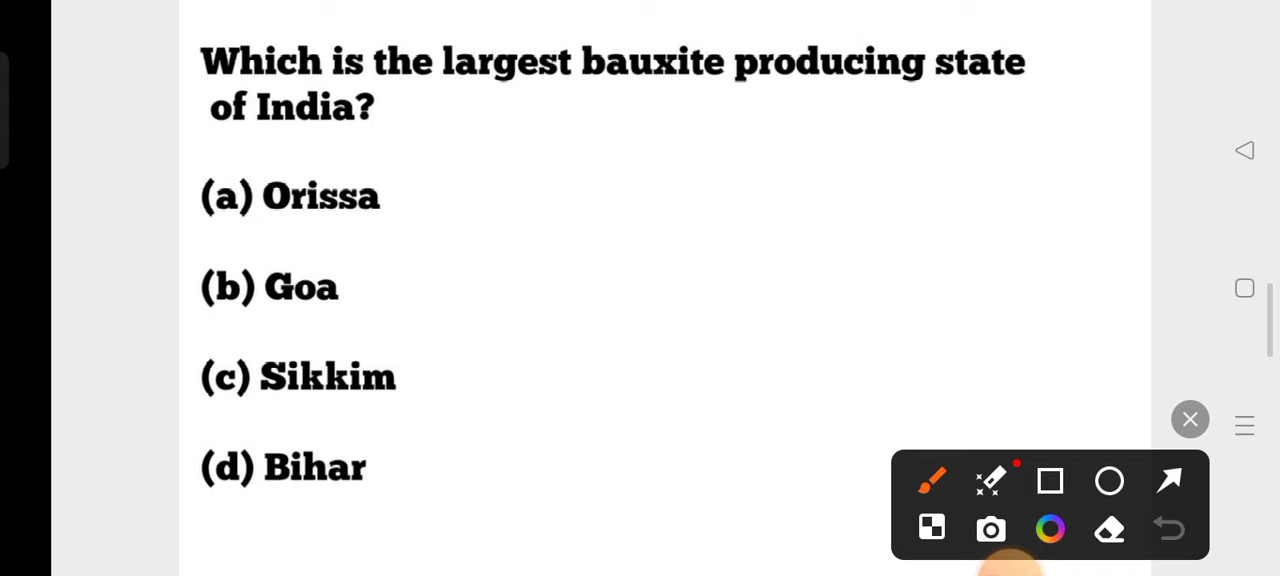 Which is the largest bauxite producing state
of India?
(a) Orissa
(b) Goa
(c) Sikkim
(d) Bihar